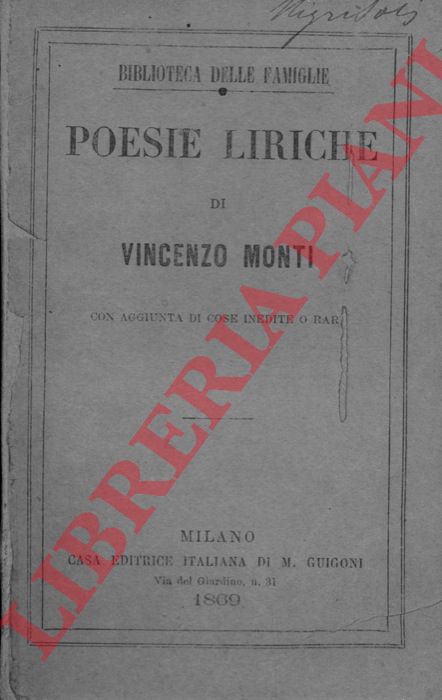 BIBLIOTECA DELLE FAMIGLIE
POESIE LIRICHE
DI
VINCENZO MONTI
CON AGGIUNTA DI COSE INEDITE O RAR
MILANO
CASA EDITRICE ITALIANA DI M. GUIGONI
Via del Giardino, n. 31
1869
LIBRERIA PIANI